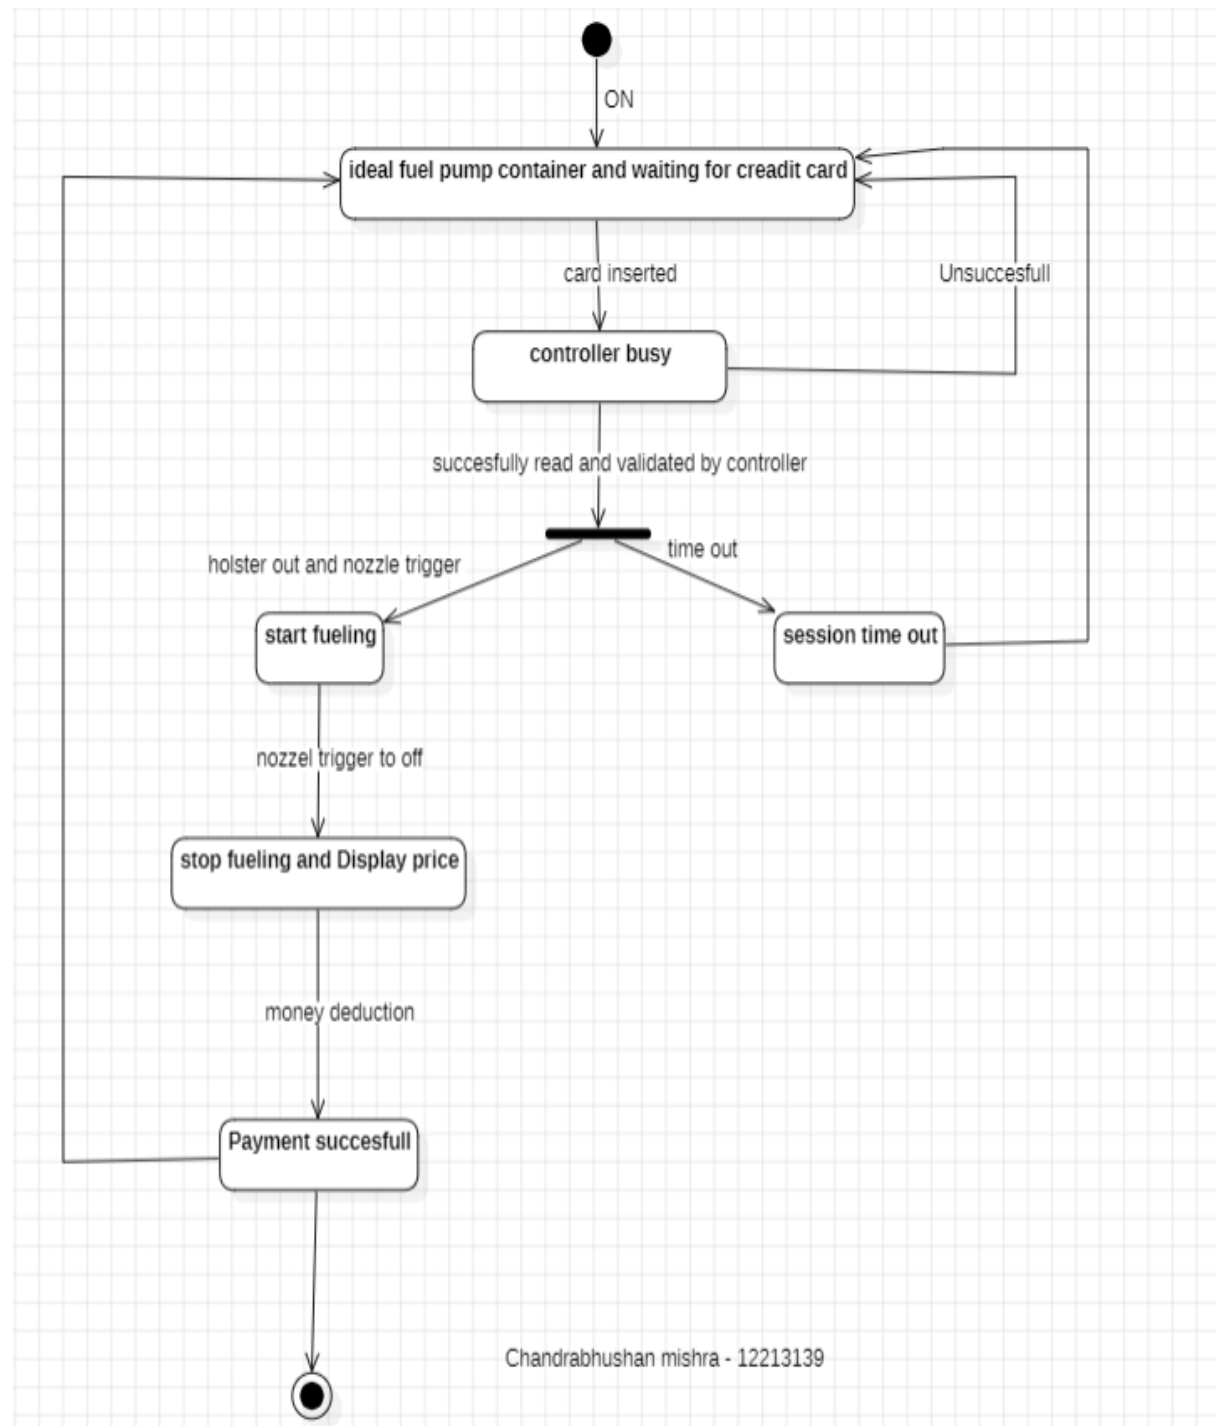 ON
ideal fuel pump container and waiting for creadit card
card inserted
Unsuccesfull
controller busy
succesfully read and validated by controller
time out
holster out and nozzle trigger
start fueling
session time out
nozzel trigger to off
stop fueling and Display price
money deduction
Payment succesfull
Chandrabhushan mishra - 12213139